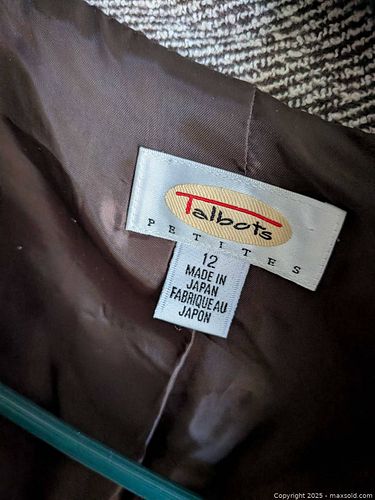 Talbots
PETITES
12
MADE IN
JAPAN
FABRIQUE AU
JAPON
Copyright 2025 - maxsold.com